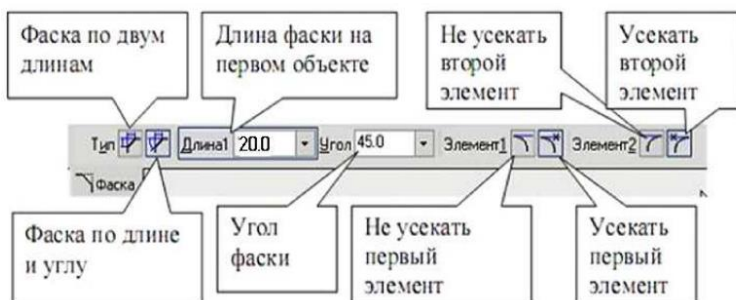 Фаска по двум
длинам
Длина фаски на
первом объекте
Не усекать
второй
элемент
Усекать
второй
элемент
Тип Длина1 20.0 Угол 45.0 Элемент1 Элемент2
Фаска
Фаска по длине
и углу
Угол
фаски
Не усекать
первый
элемент
Усекать
первый
элемент